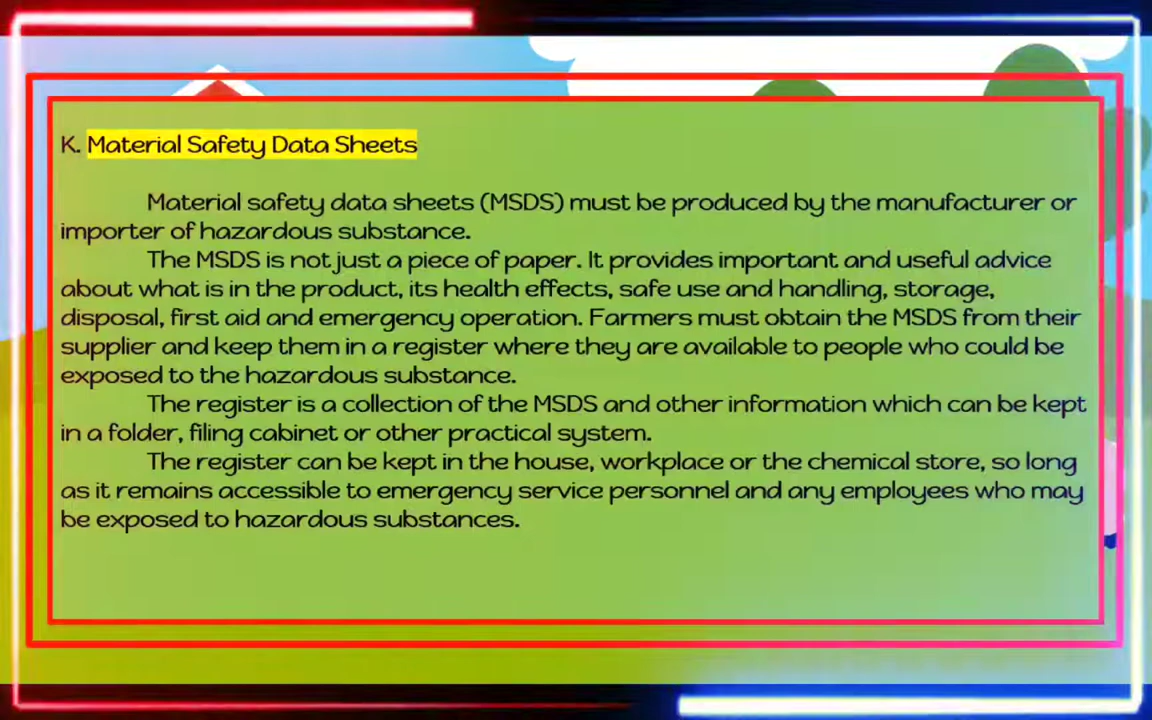 K. Material Safety Data Sheets
Material safety data sheets (MSDS) must be produced by the manufacturer or
importer of hazardous substance.
The MSDS is not just a piece of paper. It provides important and useful advice
about what is in the product, its health effects, safe use and handling, storage,
disposal, first aid and emergency operation. Farmers must obtain the MSDS from their
supplier and keep them in a register where they are available to people who could be
exposed to the hazardous substance.
The register is a collection of the MSDS and other information which can be kept
in a folder, filing cabinet or other practical system.
The register can be kept in the house, workplace or the chemical store, so long
as it remains accessible to emergency service personnel and any employees who may
be exposed to hazardous substances.